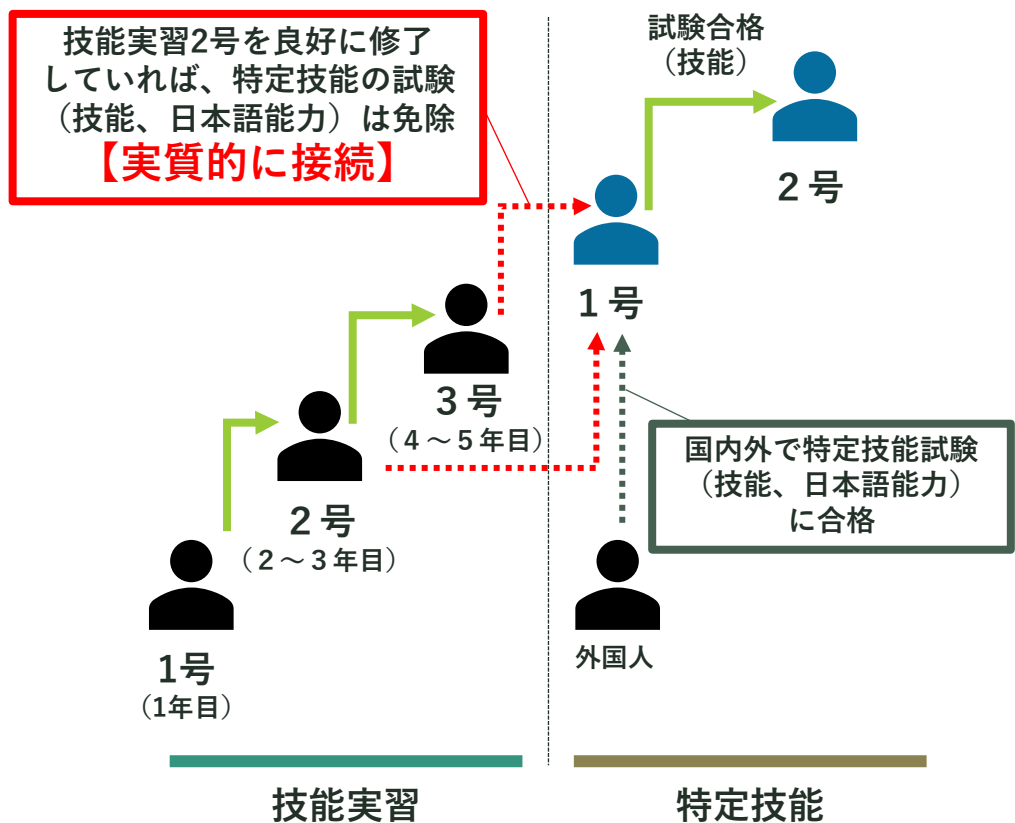 技能実習2号を良好に修了
していれば、特定技能の試験
（技能、日本語能力）は免除
【実質的に接続】
試験合格
（技能）
２号
１号
３号
（４～５年目）
国内外で特定技能試験
（技能、日本語能力）
に合格
２号
（２～３年目）
1号
（1年目）
外国人
技能実習
特定技能